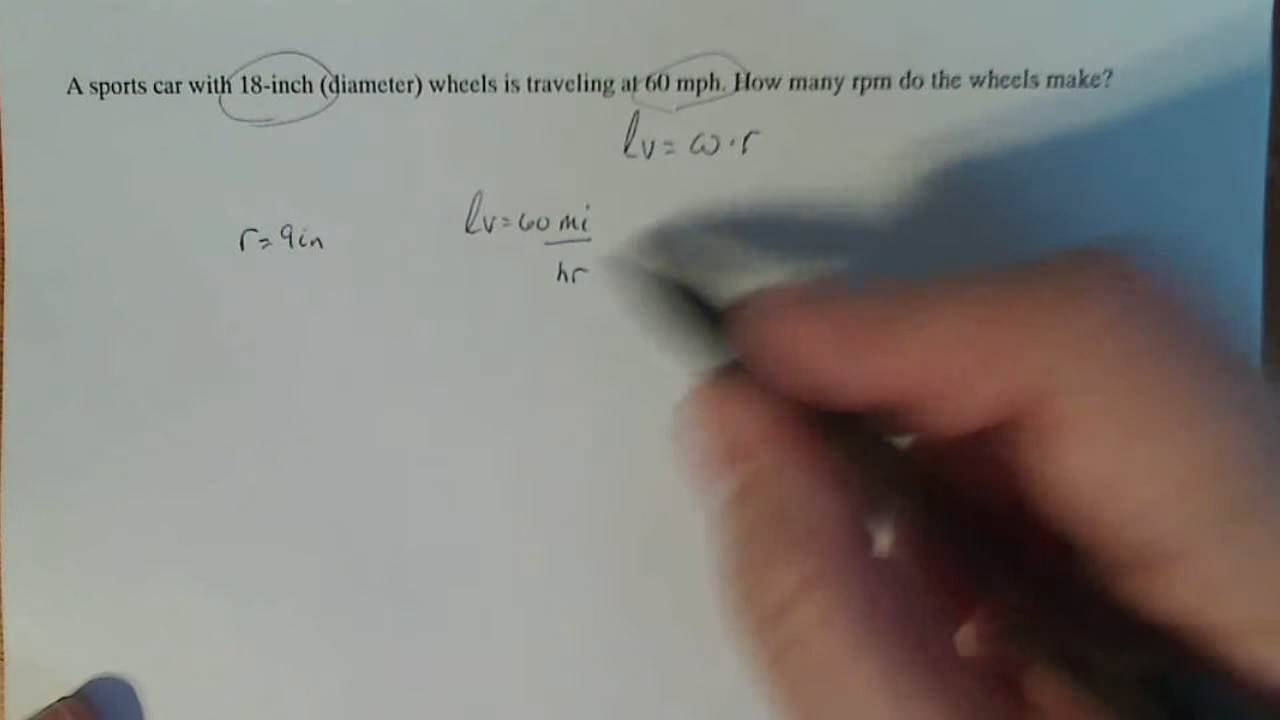 A sports car with 18-inch (diameter) wheels is traveling at 60 mph. How many rpm do the wheels make?
lv = ω · r
r = 9in
lv = 60 mi
hr